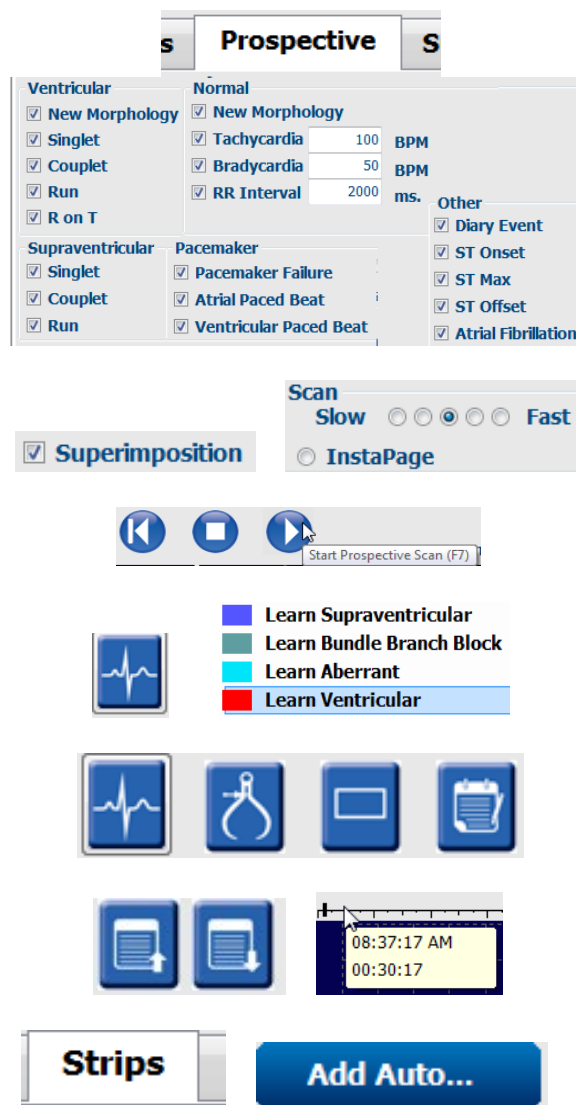 s Prospective S
Ventricular
New Morphology
Singlet
Couplet
Run
R on T
Normal
New Morphology
Tachycardia 100 BPM
Bradycardia 50 BPM
RR Interval 2000 ms.
Other
Diary Event
ST Onset
ST Max
ST Offset
Atrial Fibrillation
Supraventricular
Singlet
Couplet
Run
Pacemaker
Pacemaker Failure
Atrial Paced Beat
Ventricular Paced Beat
Superimposition
Scan
Slow Fast
InstaPage
Start Prospective Scan (F7)
Learn Supraventricular
Learn Bundle Branch Block
Learn Aberrant
Learn Ventricular
08:37:17 AM
00:30:17
Strips
Add Auto...